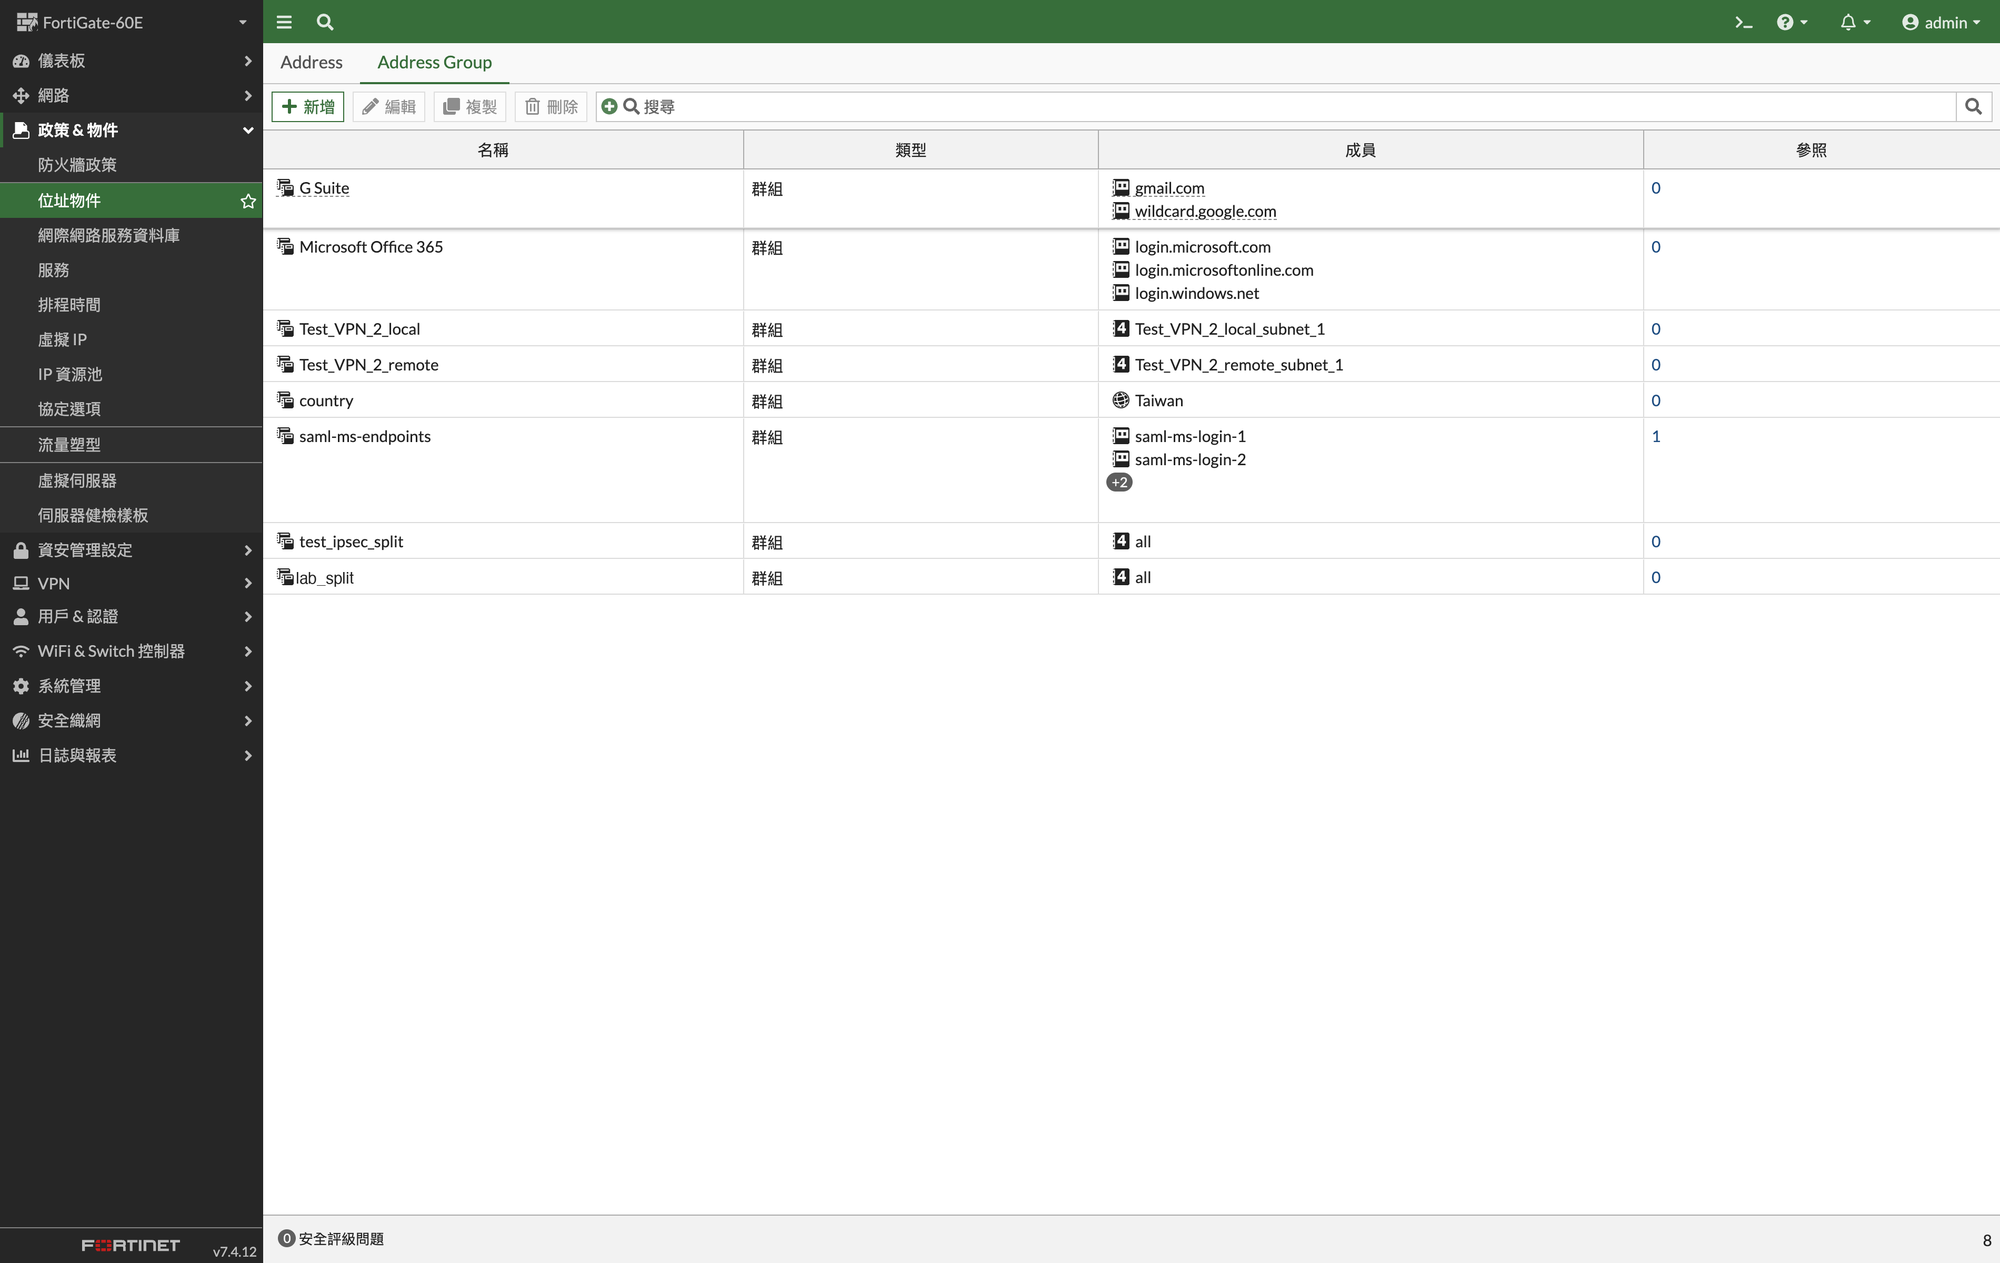 FortiGate-60E
admin
儀表板
網路
政策 & 物件
防火牆政策
位址物件
網際網路服務資料庫
服務
排程時間
虛擬 IP
IP 資源池
協定選項
流量塑型
虛擬伺服器
伺服器健檢樣板
資安管理設定
VPN
用戶 & 認證
WiFi & Switch 控制器
系統管理
安全織網
日誌與報表
FORTINET
v7.4.12
Address
Address Group
新增
編輯
複製
刪除
搜尋
名稱 類型 成員 參照
G Suite 群組 gmail.com 0
wildcard.google.com
Microsoft Office 365 群組 login.microsoft.com 0
login.microsoftonline.com
login.windows.net
Test_VPN_2_local 群組 4 Test_VPN_2_local_subnet_1 0
Test_VPN_2_remote 群組 4 Test_VPN_2_remote_subnet_1 0
country 群組 Taiwan 0
saml-ms-endpoints 群組 saml-ms-login-1 1
saml-ms-login-2
+2
test_ipsec_split 群組 4 all 0
lab_split 群組 4 all 0
0 安全評級問題
8